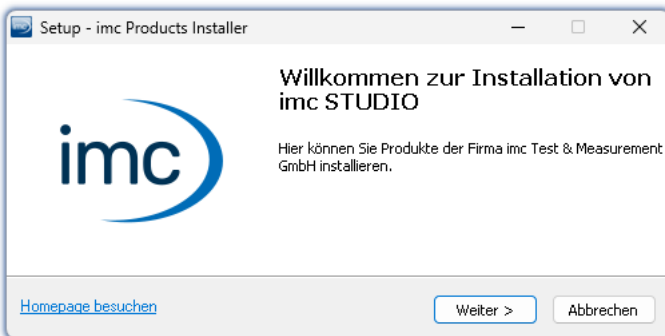 Setup - imc Products Installer
imc
Willkommen zur Installation von
imc STUDIO
Hier können Sie Produkte der Firma imc Test & Measurement
GmbH installieren.
Homepage besuchen
Weiter >
Abbrechen